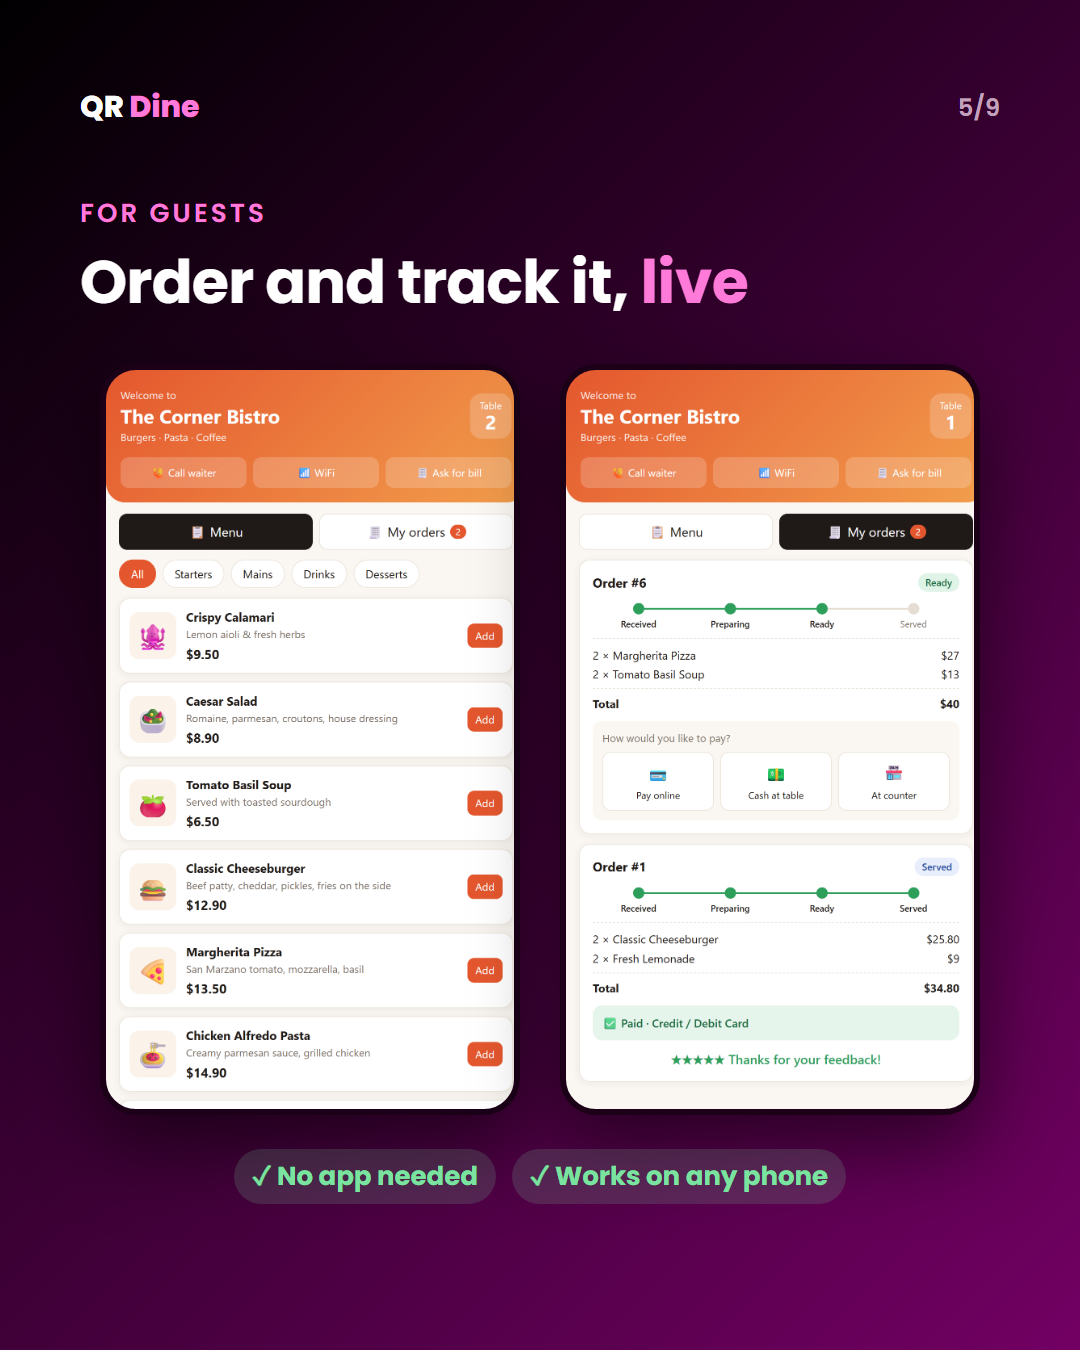 QR Dine
5/9
FOR GUESTS
Order and track it, live
Welcome to
The Corner Bistro
Burgers · Pasta · Coffee
Table
2
Call waiter
WiFi
Ask for bill
Menu
My orders 2
All
Starters
Mains
Drinks
Desserts
Crispy Calamari
Lemon aioli & fresh herbs
$9.50
Add
Caesar Salad
Romaine, parmesan, croutons, house dressing
$8.90
Add
Tomato Basil Soup
Served with toasted sourdough
$6.50
Add
Classic Cheeseburger
Beef patty, cheddar, pickles, fries on the side
$12.90
Add
Margherita Pizza
San Marzano tomato, mozzarella, basil
$13.50
Add
Chicken Alfredo Pasta
Creamy parmesan sauce, grilled chicken
$14.90
Add
Welcome to
The Corner Bistro
Burgers · Pasta · Coffee
Table
1
Call waiter
WiFi
Ask for bill
Menu
My orders 2
Order #6
Ready
Received
Preparing
Ready
Served
2 × Margherita Pizza $27
2 × Tomato Basil Soup $13
Total $40
How would you like to pay?
Pay online
Cash at table
At counter
Order #1
Served
Received
Preparing
Ready
Served
2 × Classic Cheeseburger $25.80
2 × Fresh Lemonade $9
Total $34.80
✅ Paid · Credit / Debit Card
★★★★★ Thanks for your feedback!
✓ No app needed
✓ Works on any phone